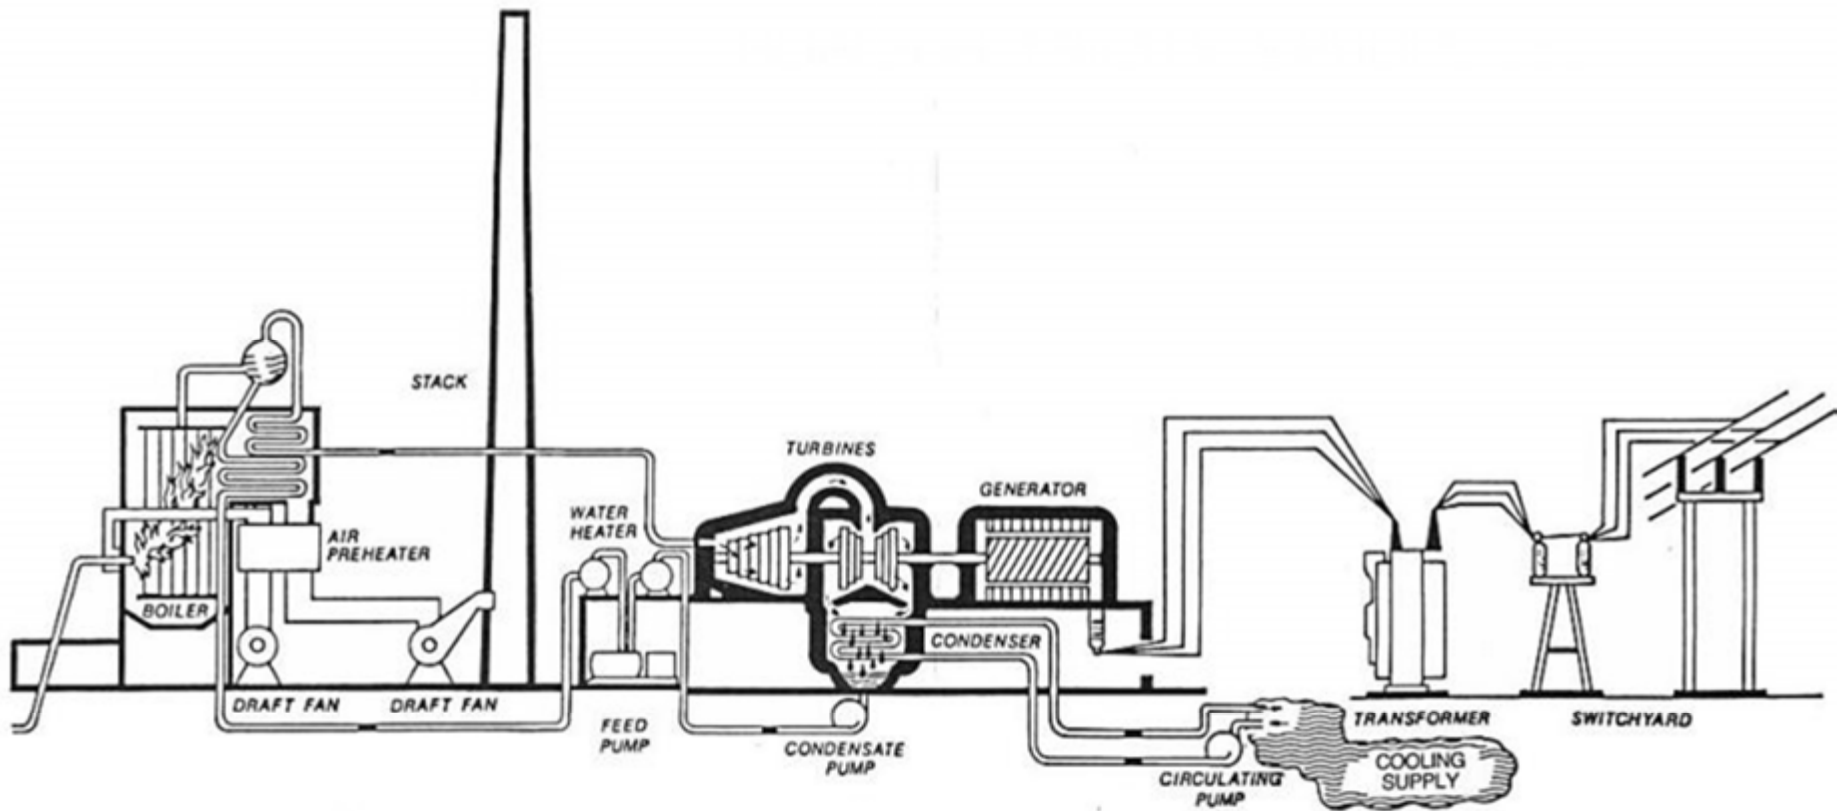 STACK
TURBINES
GENERATOR
WATER
HEATER
AIR
PREHEATER
BOILER
CONDENSER
DRAFT FAN
DRAFT FAN
FEED
PUMP
CONDENSATE
PUMP
CIRCULATING
PUMP
TRANSFORMER
SWITCHYARD
COOLING
SUPPLY